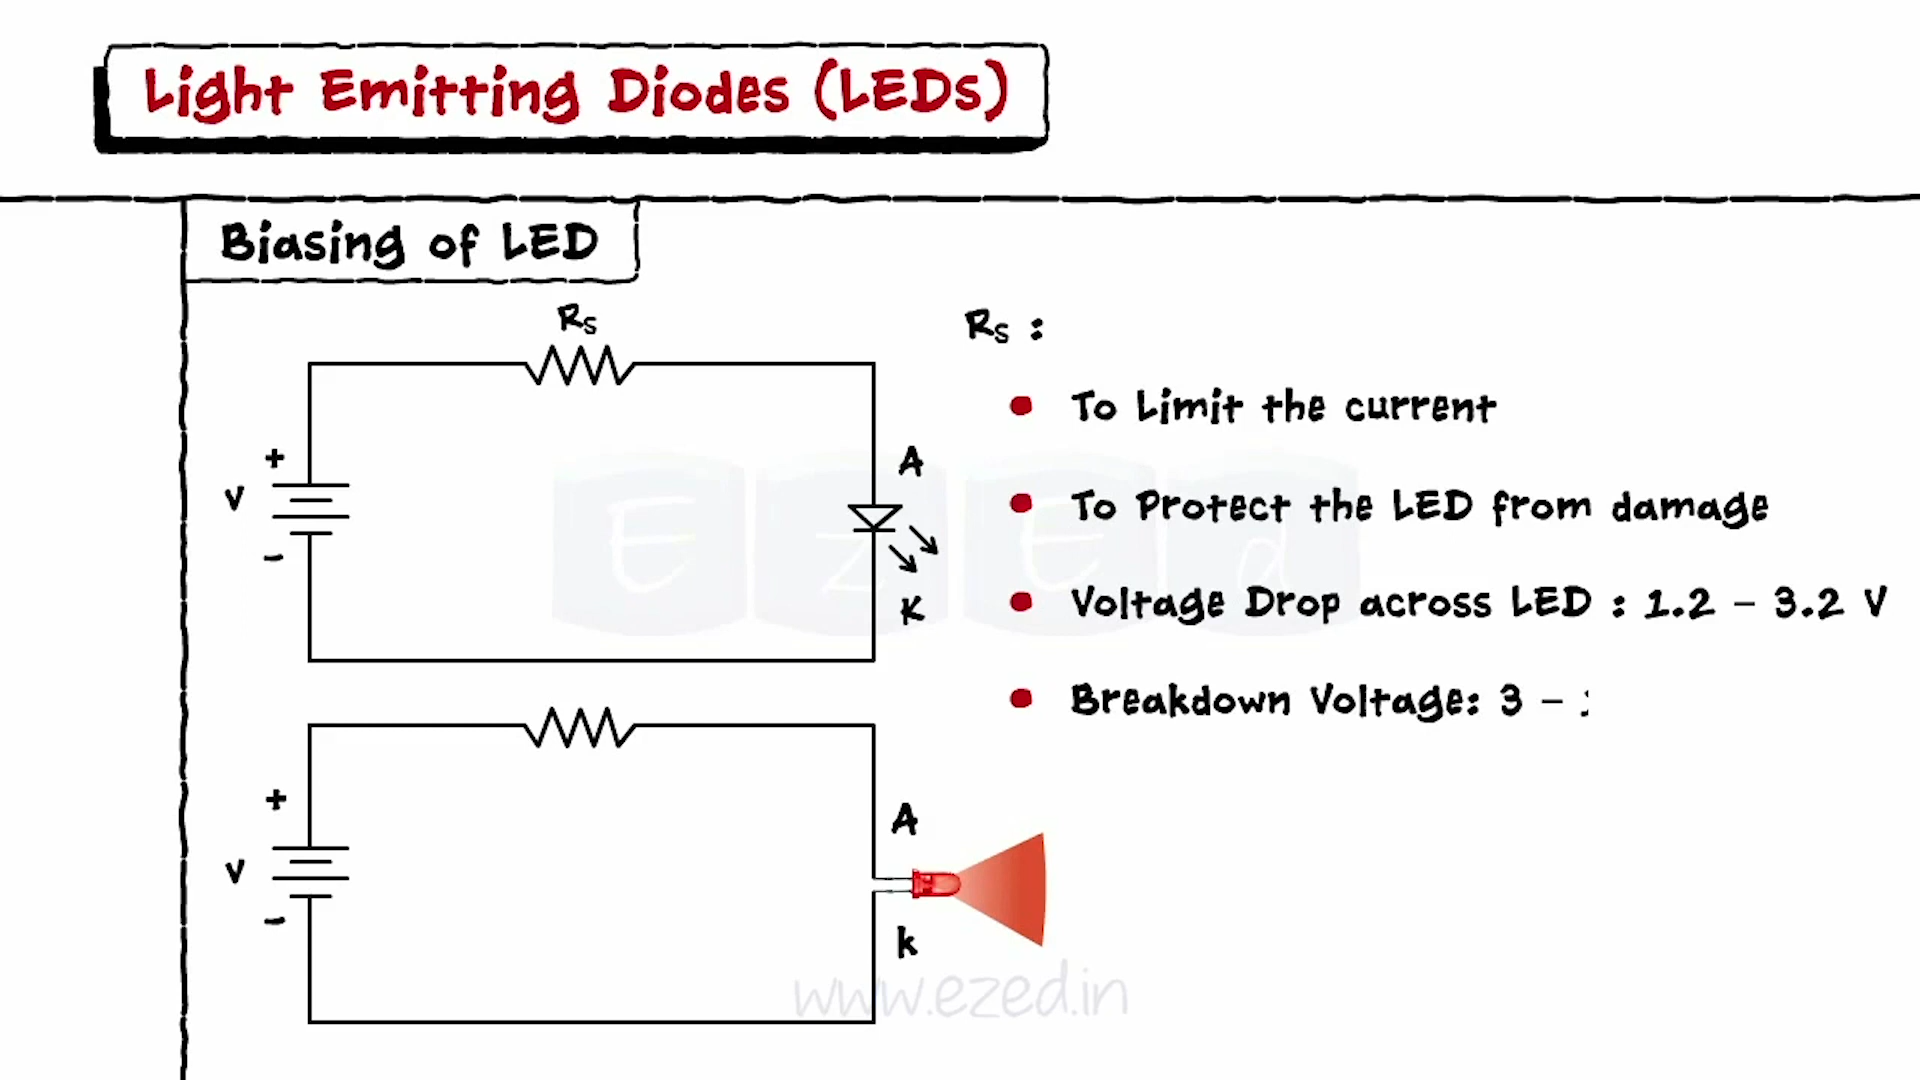 Light Emitting Diodes (LEDs)
Biasing of LED
Rs
Rs :
To Limit the current
+
A
To Protect the LED from damage
V
-
K
Voltage Drop across LED : 1.2 – 3.2 V
Breakdown Voltage: 3 –
+
A
V
-
k
EzEd
www.ezed.in